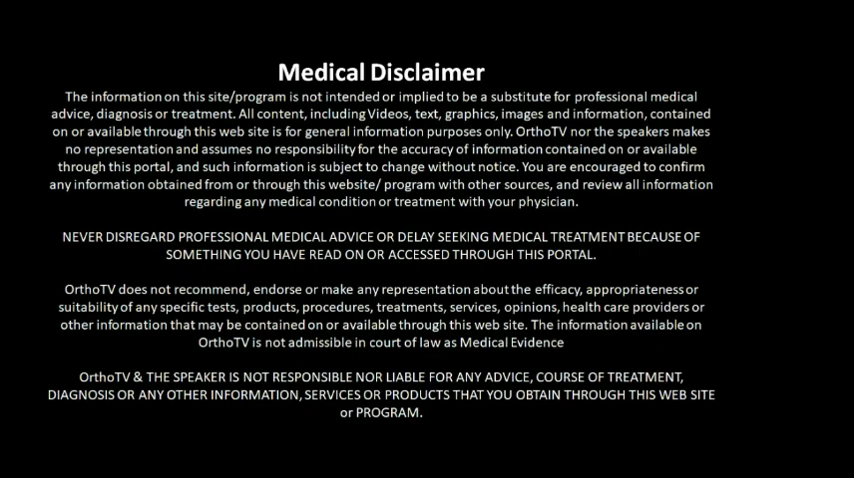 Medical Disclaimer
The information on this site/program is not intended or implied to be a substitute for professional medical
advice, diagnosis or treatment. All content, including Videos, text, graphics, images and information, contained
on or available through this web site is for general information purposes only. OrthoTV nor the speakers makes
no representation and assumes no responsibility for the accuracy of information contained on or available
through this portal, and such information is subject to change without notice. You are encouraged to confirm
any information obtained from or through this website/ program with other sources, and review all information
regarding any medical condition or treatment with your physician.
NEVER DISREGARD PROFESSIONAL MEDICAL ADVICE OR DELAY SEEKING MEDICAL TREATMENT BECAUSE OF
SOMETHING YOU HAVE READ ON OR ACCESSED THROUGH THIS PORTAL.
OrthoTV does not recommend, endorse or make any representation about the efficacy, appropriateness or
suitability of any specific tests, products, procedures, treatments, services, opinions, health care providers or
other information that may be contained on or available through this web site. The information available on
OrthoTV is not admissible in court of law as Medical Evidence
OrthoTV & THE SPEAKER IS NOT RESPONSIBLE NOR LIABLE FOR ANY ADVICE, COURSE OF TREATMENT,
DIAGNOSIS OR ANY OTHER INFORMATION, SERVICES OR PRODUCTS THAT YOU OBTAIN THROUGH THIS WEB SITE
or PROGRAM.